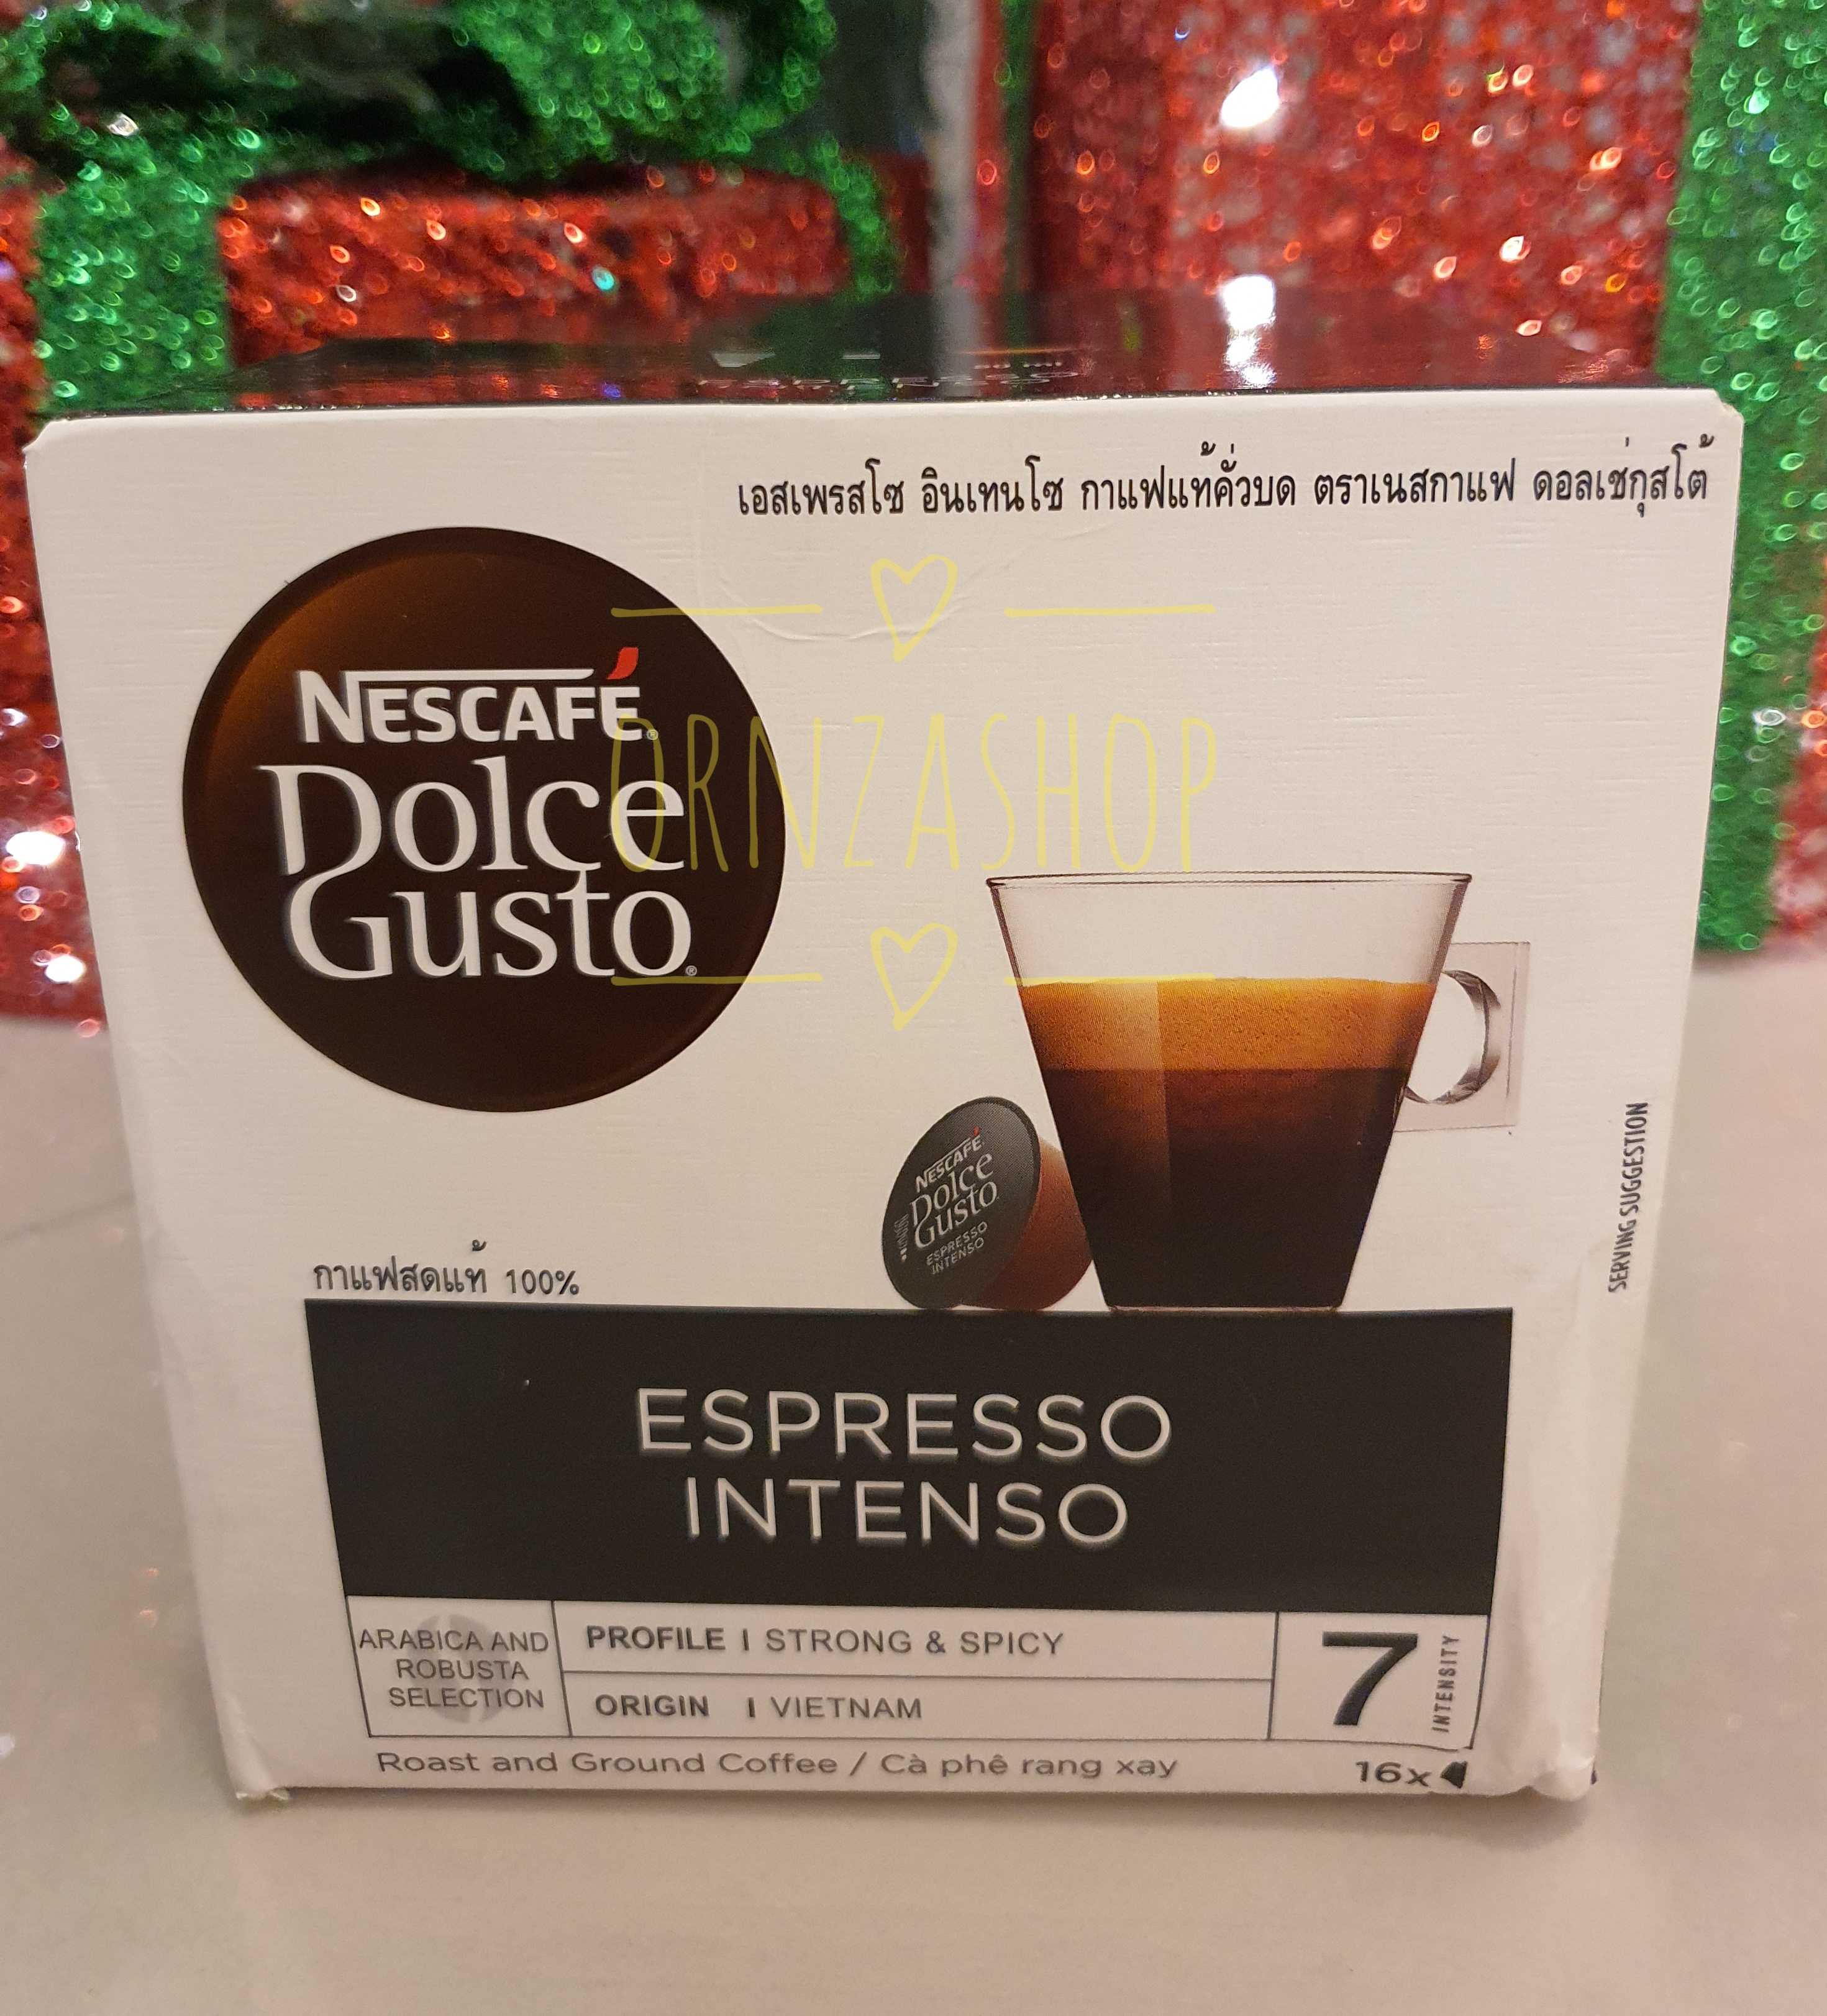 เอสเพรสโซ อินเทนโซ กาแฟแท้คั่วบด ตราเนสกาแฟ ดอลเช่กุสโต้
NESCAFÉ®
DOLCE
GUSTO®
ORNZASHOP
NESCAFÉ
DOLCE
GUSTO
ESPRESSO
INTENSO
SERVING SUGGESTION
กาแฟสดแท้ 100%
ESPRESSO
INTENSO
ARABICA AND
ROBUSTA
SELECTION
PROFILE | STRONG & SPICY
ORIGIN | VIETNAM
7
INTENSITY
Roast and Ground Coffee / Cà phê rang xay
16x